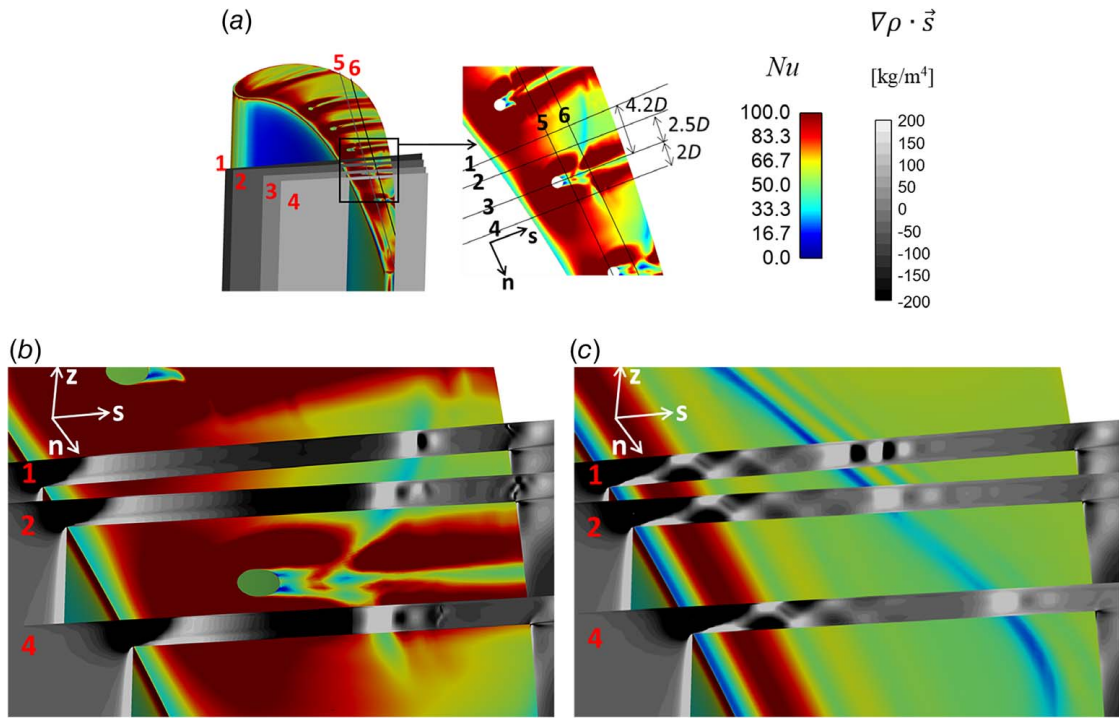 (a)
5 6
1
2
3
4
5
6
4.2D
2.5D
2D
1
2
3
4
s
n
Nu
100.0
83.3
66.7
50.0
33.3
16.7
0.0
∇ρ · s⃗
[kg/m⁴]
200
150
100
50
0
-50
-100
-150
-200
(b)
z
s
n
1
2
4
(c)
z
s
n
1
2
4